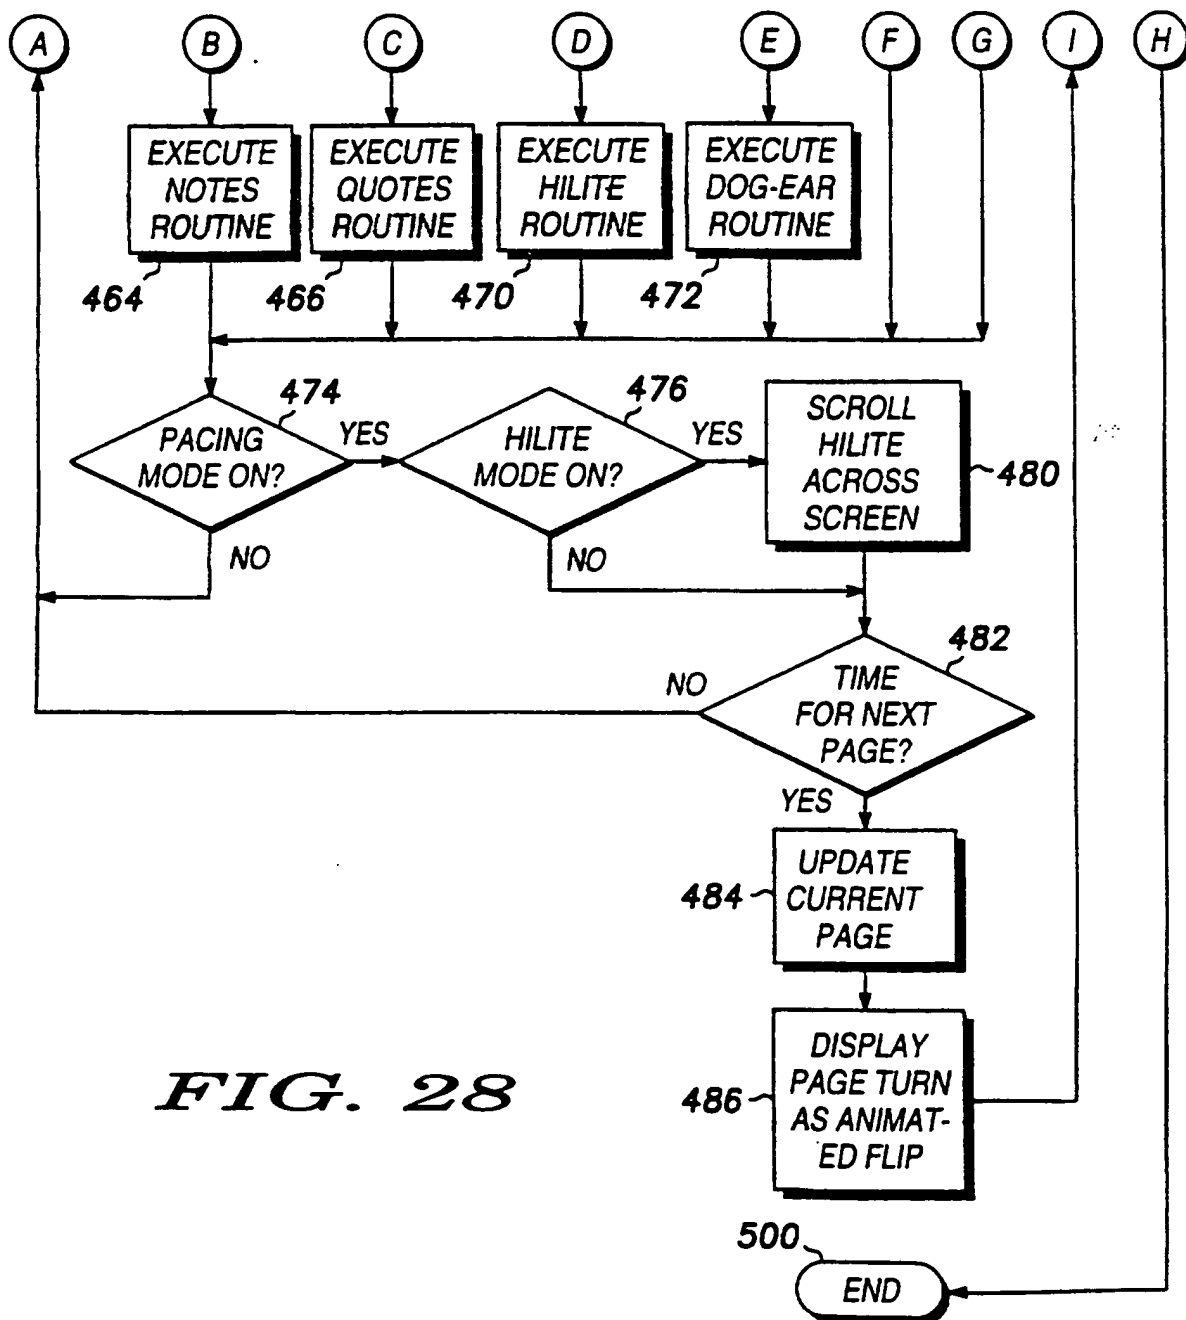 A B C D E F G I H
EXECUTE
NOTES
ROUTINE
464
EXECUTE
QUOTES
ROUTINE
466
EXECUTE
HILITE
ROUTINE
470
EXECUTE
DOG-EAR
ROUTINE
472
474
PACING
MODE ON?
YES
NO
476
HILITE
MODE ON?
YES
NO
SCROLL
HILITE
ACROSS
SCREEN
480
482
TIME
FOR NEXT
PAGE?
NO
YES
484
UPDATE
CURRENT
PAGE
486
DISPLAY
PAGE TURN
AS ANIMAT-
ED FLIP
FIG. 28
500
END